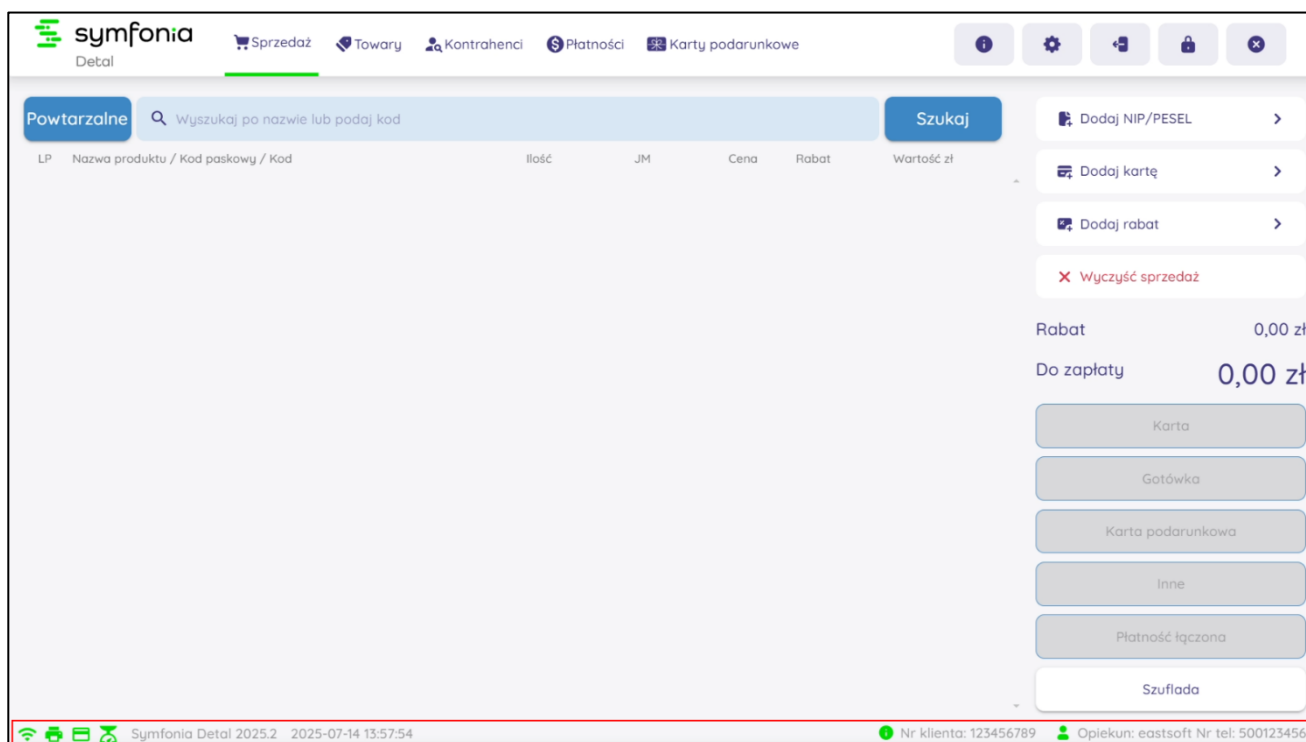 symfonia
Detal
Sprzedaż Towary Kontrahenci Płatności Karty podarunkowe
Powtarzalne Wyszukaj po nazwie lub podaj kod Szukaj
LP Nazwa produktu / Kod paskowy / Kod Ilość JM Cena Rabat Wartość zł
Dodaj NIP/PESEL
Dodaj kartę
Dodaj rabat
Wyczyść sprzedaż
Rabat 0,00 zł
Do zapłaty 0,00 zł
Karta
Gotówka
Karta podarunkowa
Inne
Płatność łączona
Szuflada
Symfonia Detal 2025.2 2025-07-14 13:57:54 Nr klienta: 123456789 Opiekun: eastsoft Nr tel: 500123456